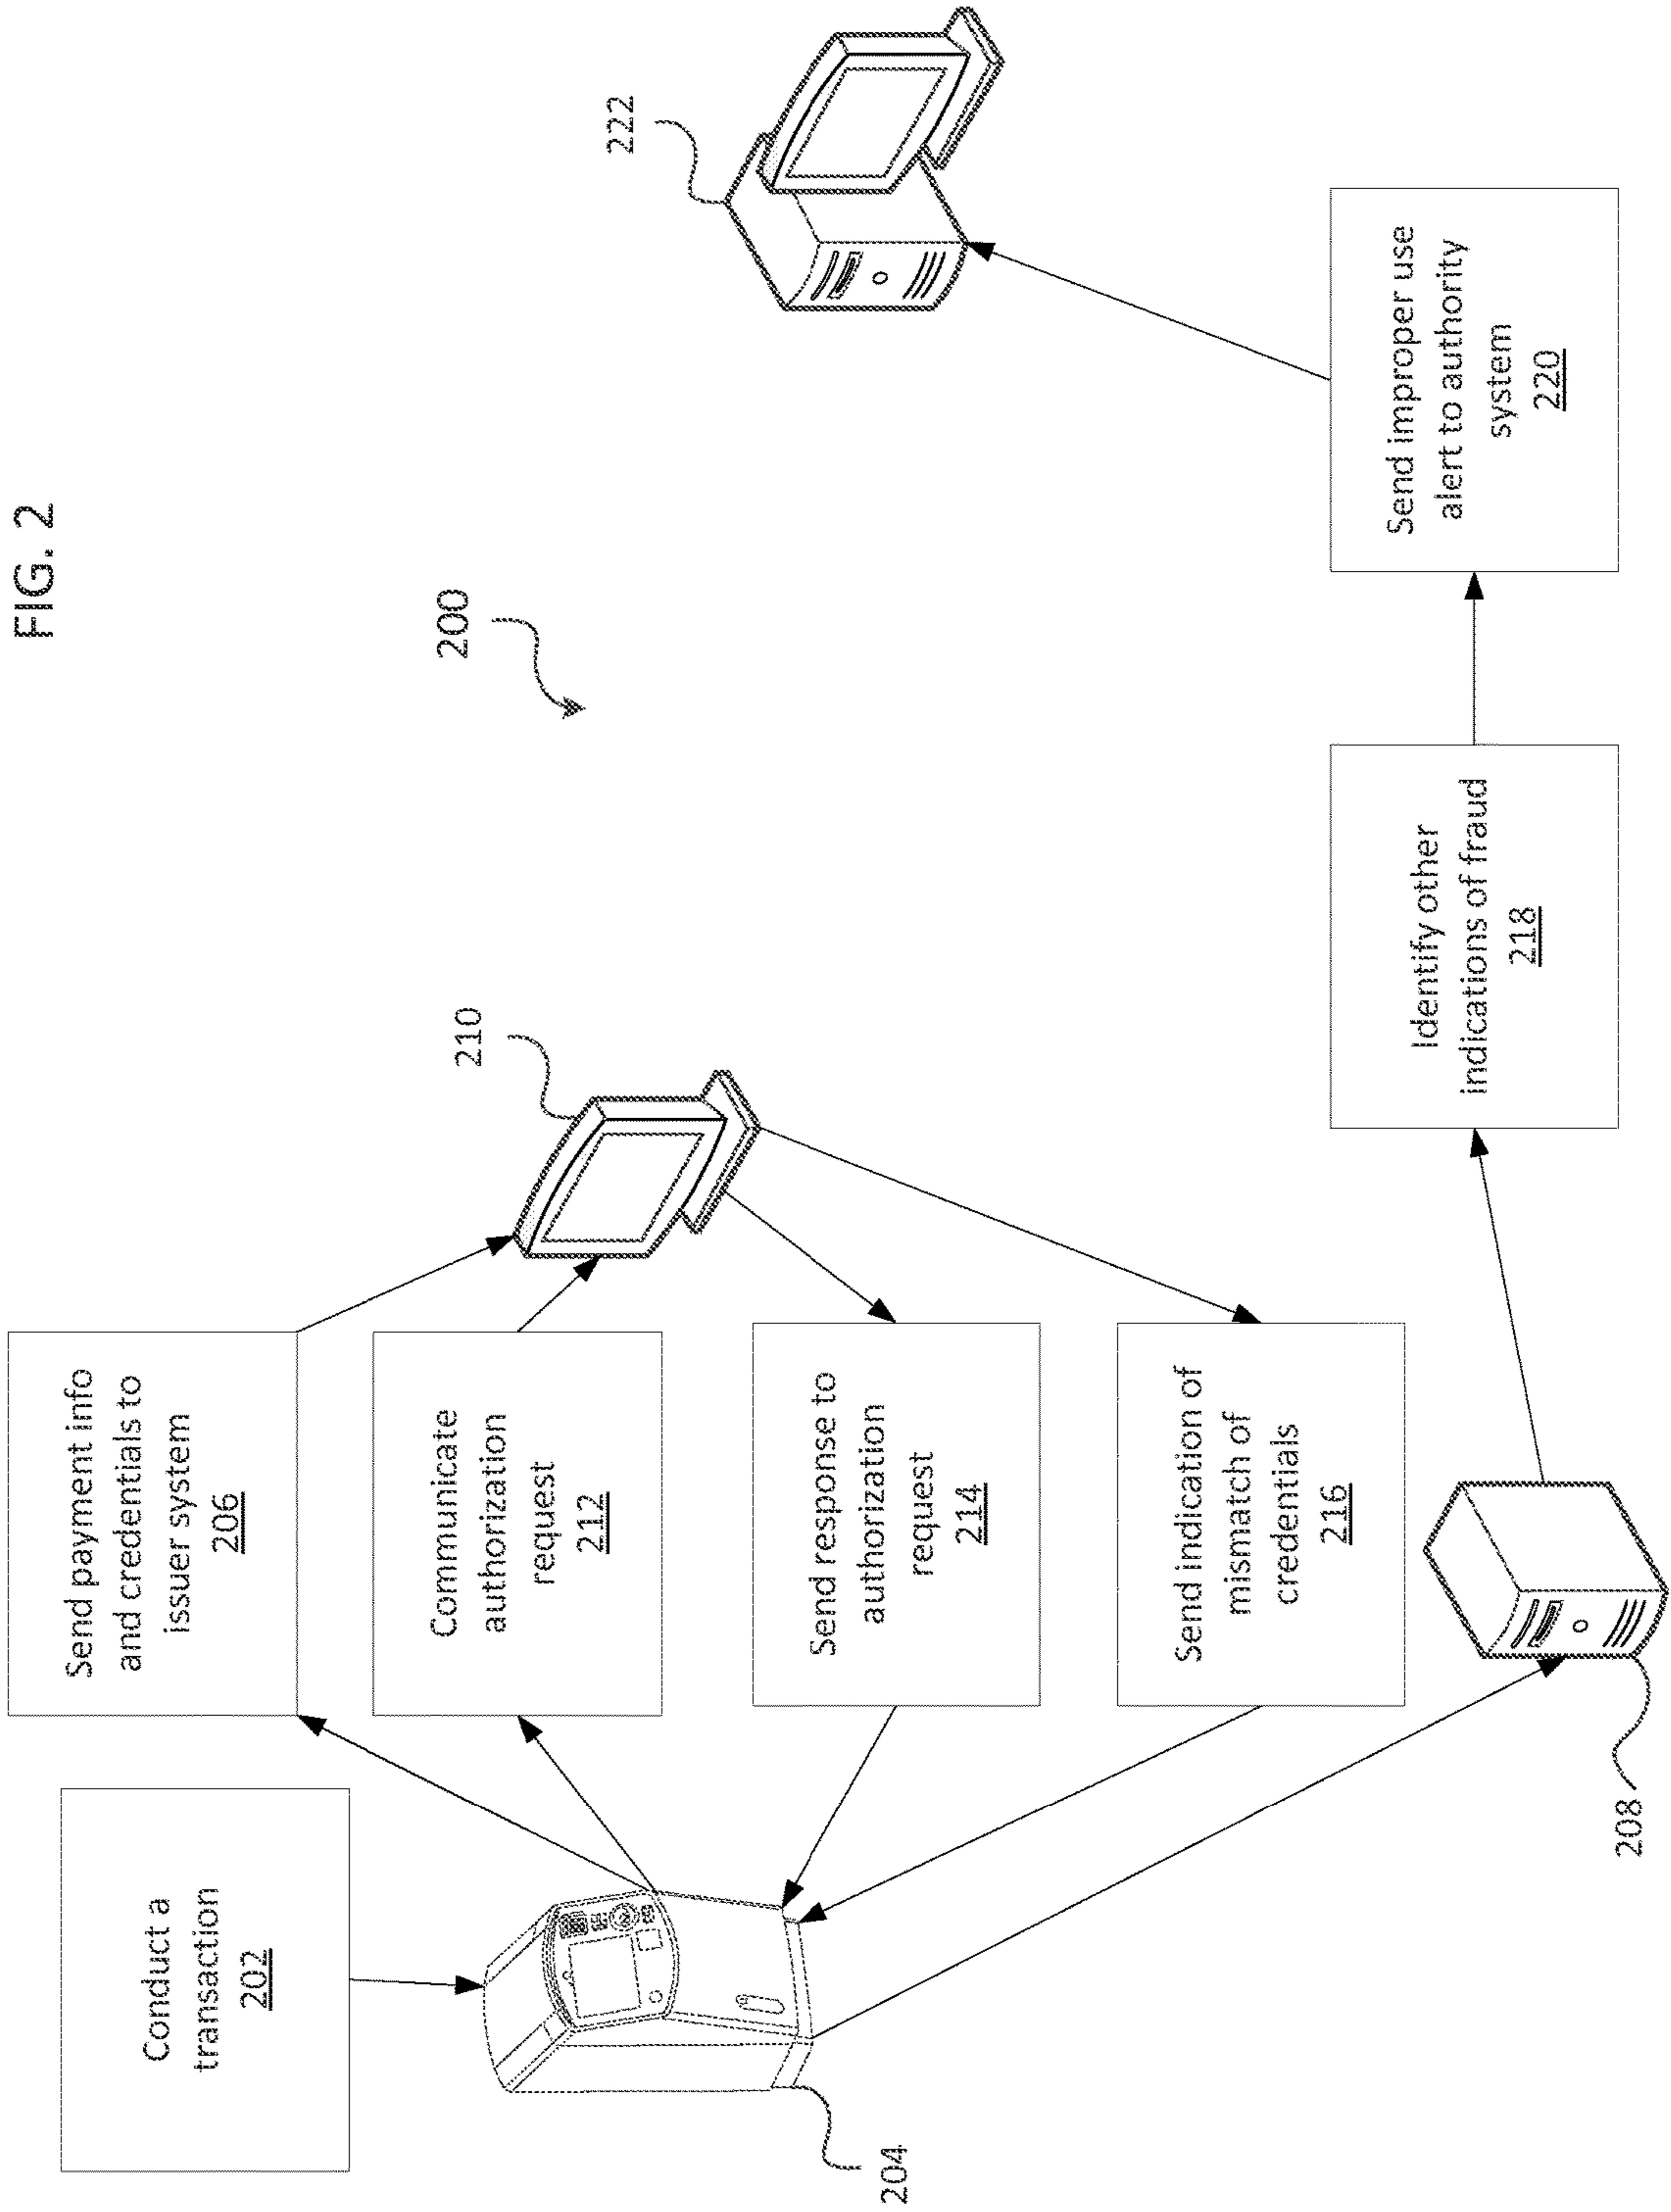 FIG. 2
200
Conduct a
transaction
202
204
Send payment info
and credentials to
issuer system
206
Communicate
authorization
request
212
Send response to
authorization
request
214
Send indication of
mismatch of
credentials
216
210
208
Identify other
indications of fraud
218
Send improper use
alert to authority
system
220
222